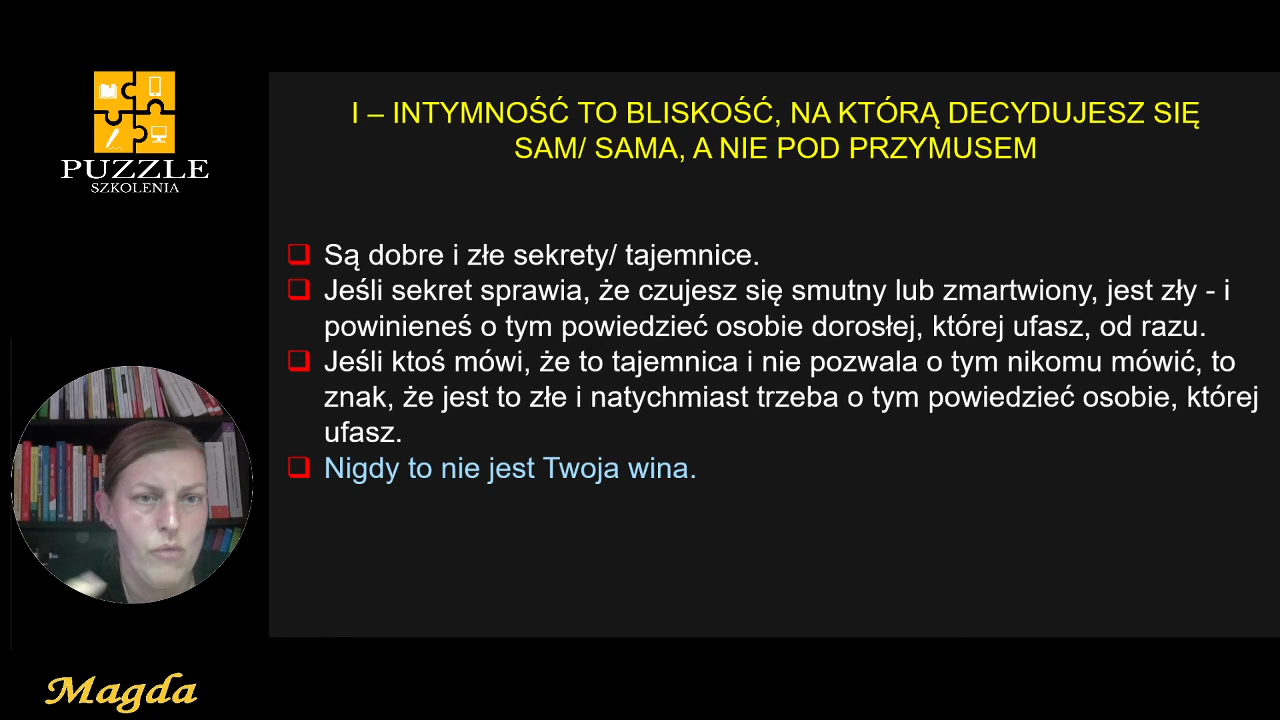 PUZZLE
SZKOLENIA
I – INTYMNOŚĆ TO BLISKOŚĆ, NA KTÓRĄ DECYDUJESZ SIĘ
SAM/ SAMA, A NIE POD PRZYMUSEM
Są dobre i złe sekrety/ tajemnice.
Jeśli sekret sprawia, że czujesz się smutny lub zmartwiony, jest zły - i
powinieneś o tym powiedzieć osobie dorosłej, której ufasz, od razu.
Jeśli ktoś mówi, że to tajemnica i nie pozwala o tym nikomu mówić, to
znak, że jest to złe i natychmiast trzeba o tym powiedzieć osobie, której
ufasz.
Nigdy to nie jest Twoja wina.
Magda